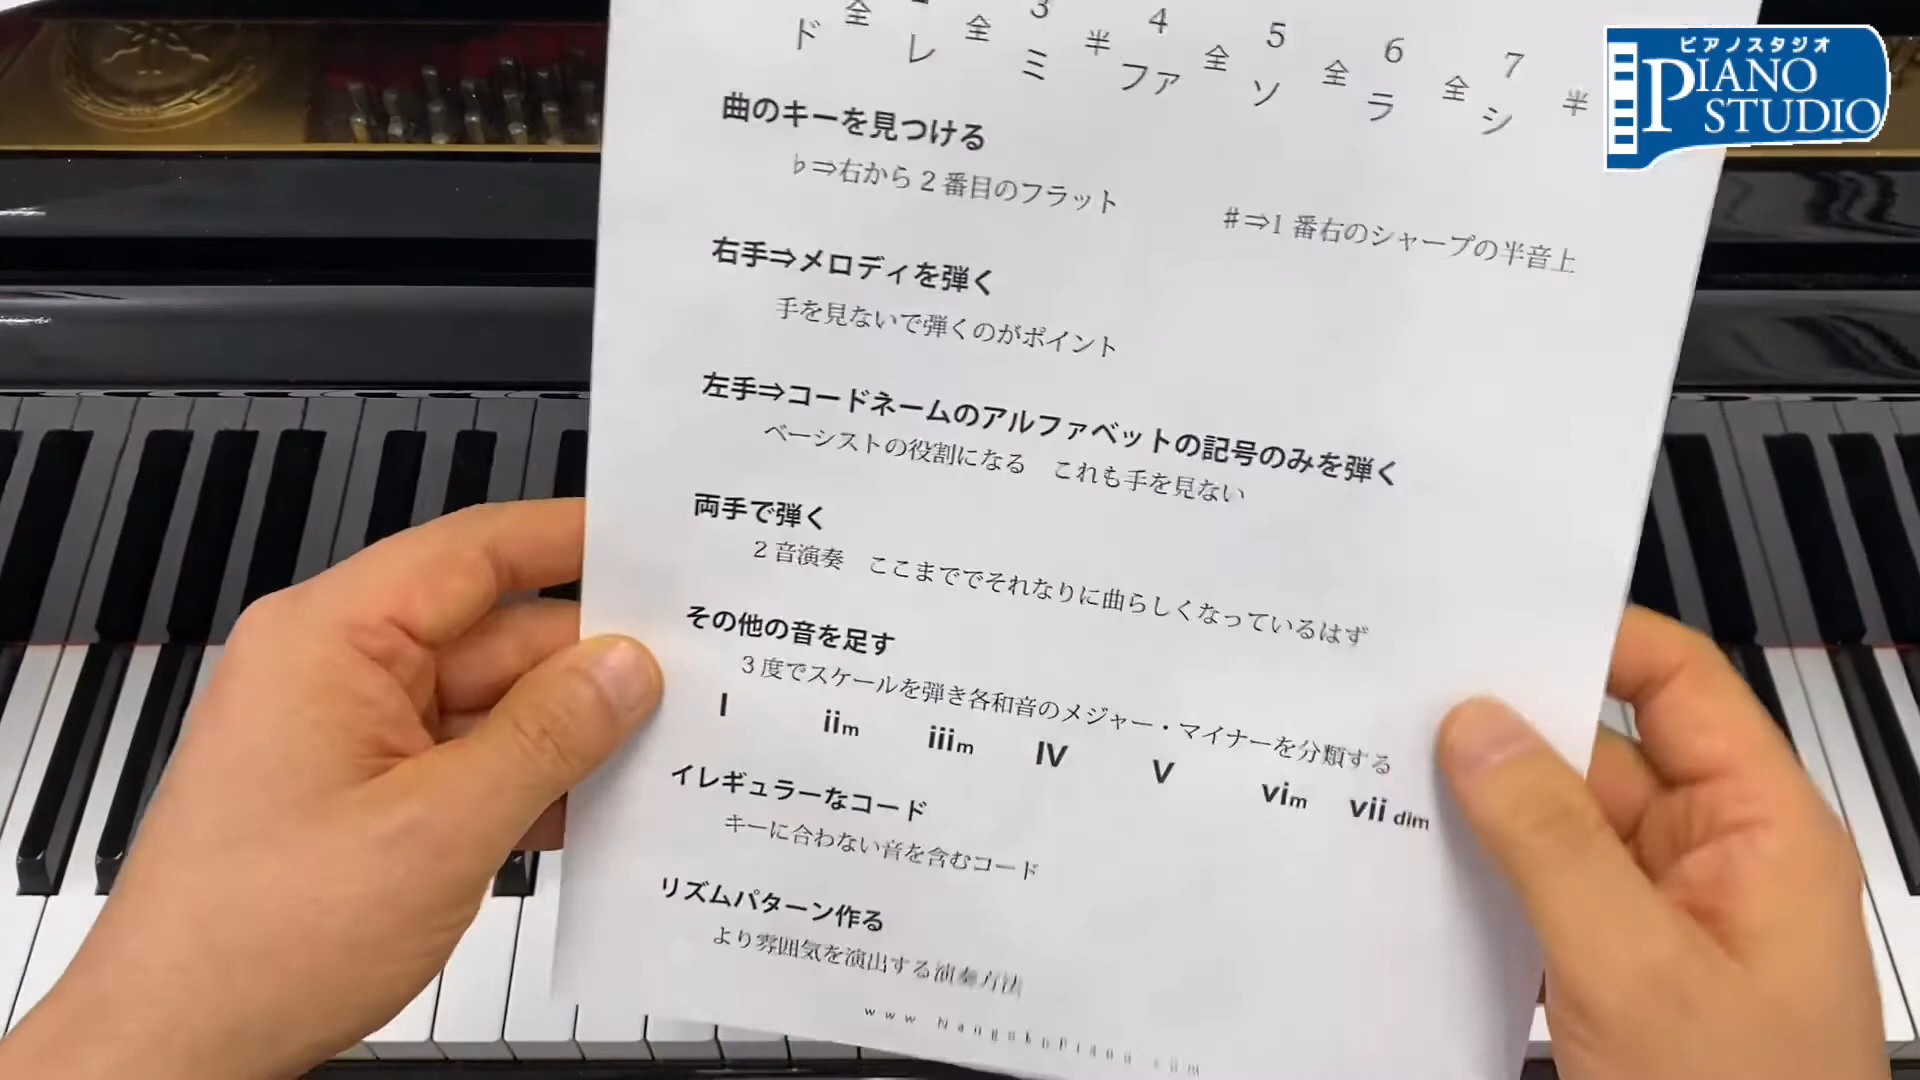 3 4 5 6 7
全 全 半 全 全 全 半
ド レ ミ ファ ソ ラ シ
曲のキーを見つける
♭⇒右から2番目のフラット
#⇒1番右のシャープの半音上
右手⇒メロディを弾く
手を見ないで弾くのがポイント
左手⇒コードネームのアルファベットの記号のみを弾く
ベーシストの役割になる これも手を見ない
両手で弾く
2音演奏 ここまででそれなりに曲らしくなっているはず
その他の音を足す
3度でスケールを弾き各和音のメジャー・マイナーを分類する
I iim iiim IV V vim vii dim
イレギュラーなコード
キーに合わない音を含むコード
リズムパターン作る
より雰囲気を演出する演奏方法
ピアノスタジオ
PIANO
STUDIO